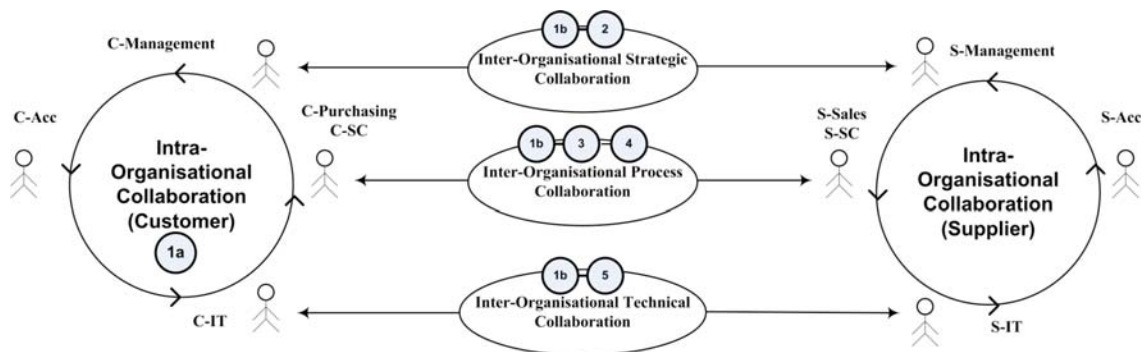 C-Management
1b 2
Inter-Organisational Strategic
Collaboration
S-Management
C-Acc
C-Purchasing
C-SC
Intra-
Organisational
Collaboration
(Customer)
1a
1b 3 4
Inter-Organisational Process
Collaboration
S-Sales
S-SC
S-Acc
Intra-
Organisational
Collaboration
(Supplier)
C-IT
1b 5
Inter-Organisational Technical
Collaboration
S-IT